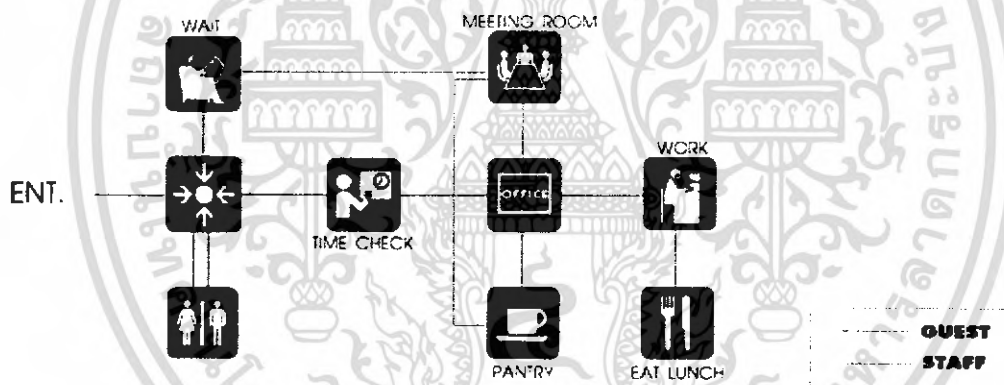 WAIT
MEETING ROOM
WORK
ENT.
OFFICE
TIME CHECK
PANTRY
EAT LUNCH
GUEST
STAFF